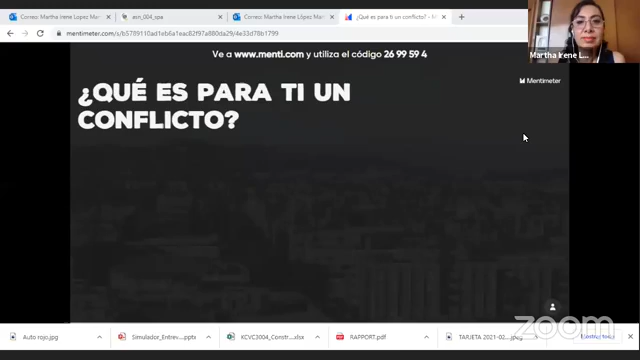 Correo: Martha Irene Lopez Mar
asn_004_spa
Correo: Martha Irene López Mar
¿Qué es para ti un conflicto? - M
mentimeter.com/s/b5789110ad1eb6a1eac82f97a880da29/4e33d78b1799
Martha Irene L...
Ve a www.menti.com y utiliza el código 26 99 59 4
Mentimeter
¿QUÉ ES PARA TI UN
CONFLICTO?
zoom
Auto rojo.jpg
Simulador_Entrev....pptx
KCVC3004_Constr....xlsx
RAPPORT.pdf
TARJETA 2021-02....jpeg